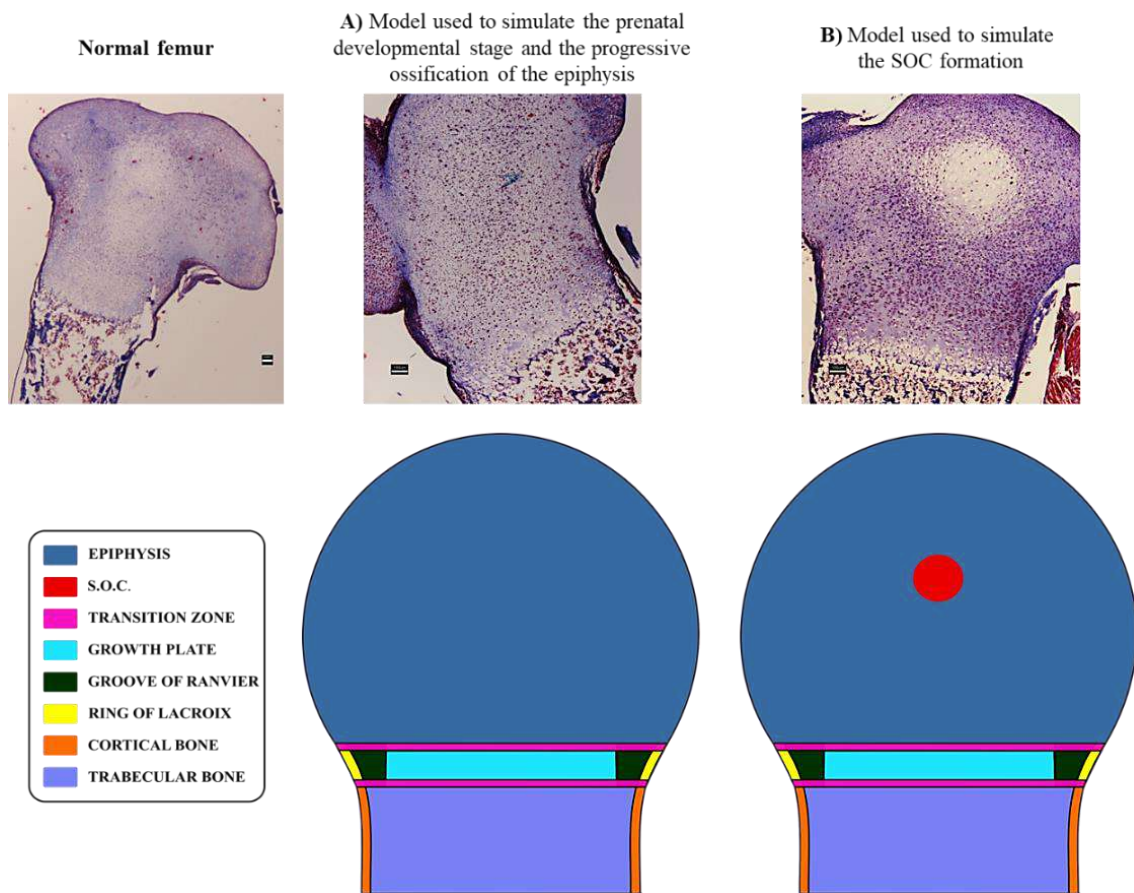 Normal femur
A) Model used to simulate the prenatal
developmental stage and the progressive
ossification of the epiphysis
B) Model used to simulate
the SOC formation
EPIPHYSIS
S.O.C.
TRANSITION ZONE
GROWTH PLATE
GROOVE OF RANVIER
RING OF LACROIX
CORTICAL BONE
TRABECULAR BONE